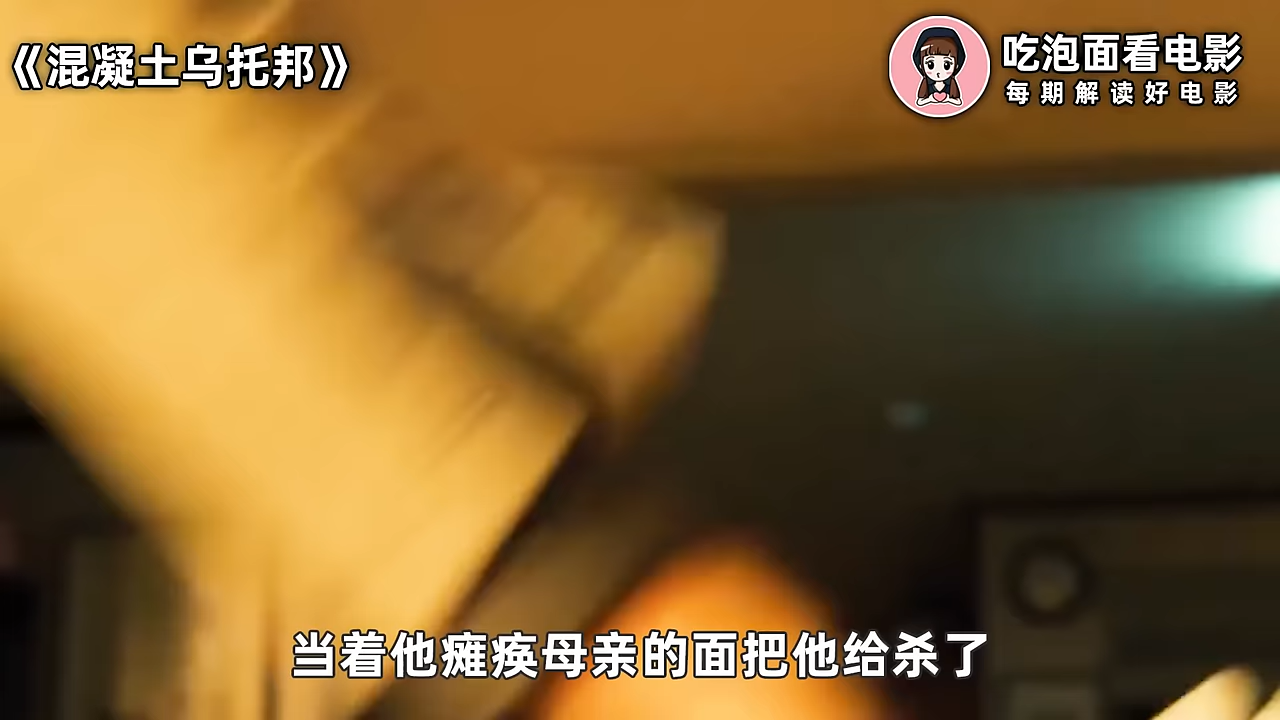 《混凝土乌托邦》
吃泡面看电影
每期解读好电影
当着他瘫痪母亲的面把他给杀了